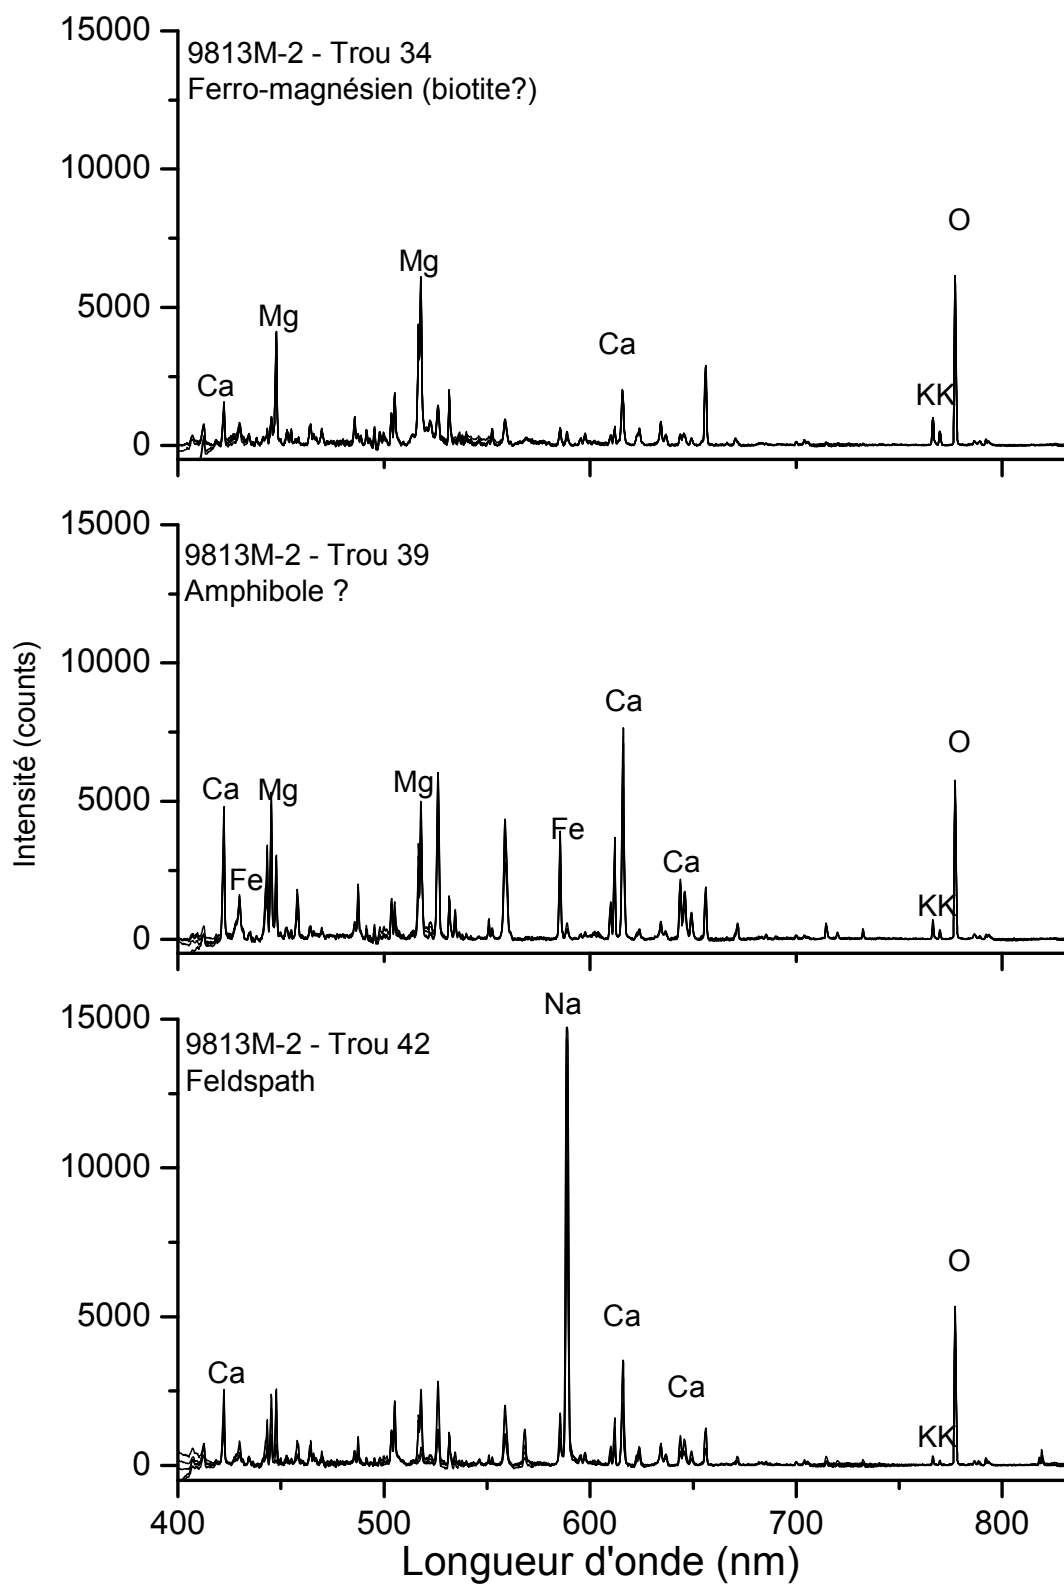 15000
9813M-2 - Trou 34
Ferro-magnésien (biotite?)
10000
O
Mg
5000
Mg
Ca
Ca
KK
0
15000
9813M-2 - Trou 39
Amphibole ?
10000
Ca
O
Ca
Mg
Mg
5000
Fe
Ca
Fe
KK
0
Intensité (counts)
Na
15000
9813M-2 - Trou 42
Feldspath
10000
O
5000
Ca
Ca
Ca
KK
0
400
500
600
700
800
Longueur d'onde (nm)